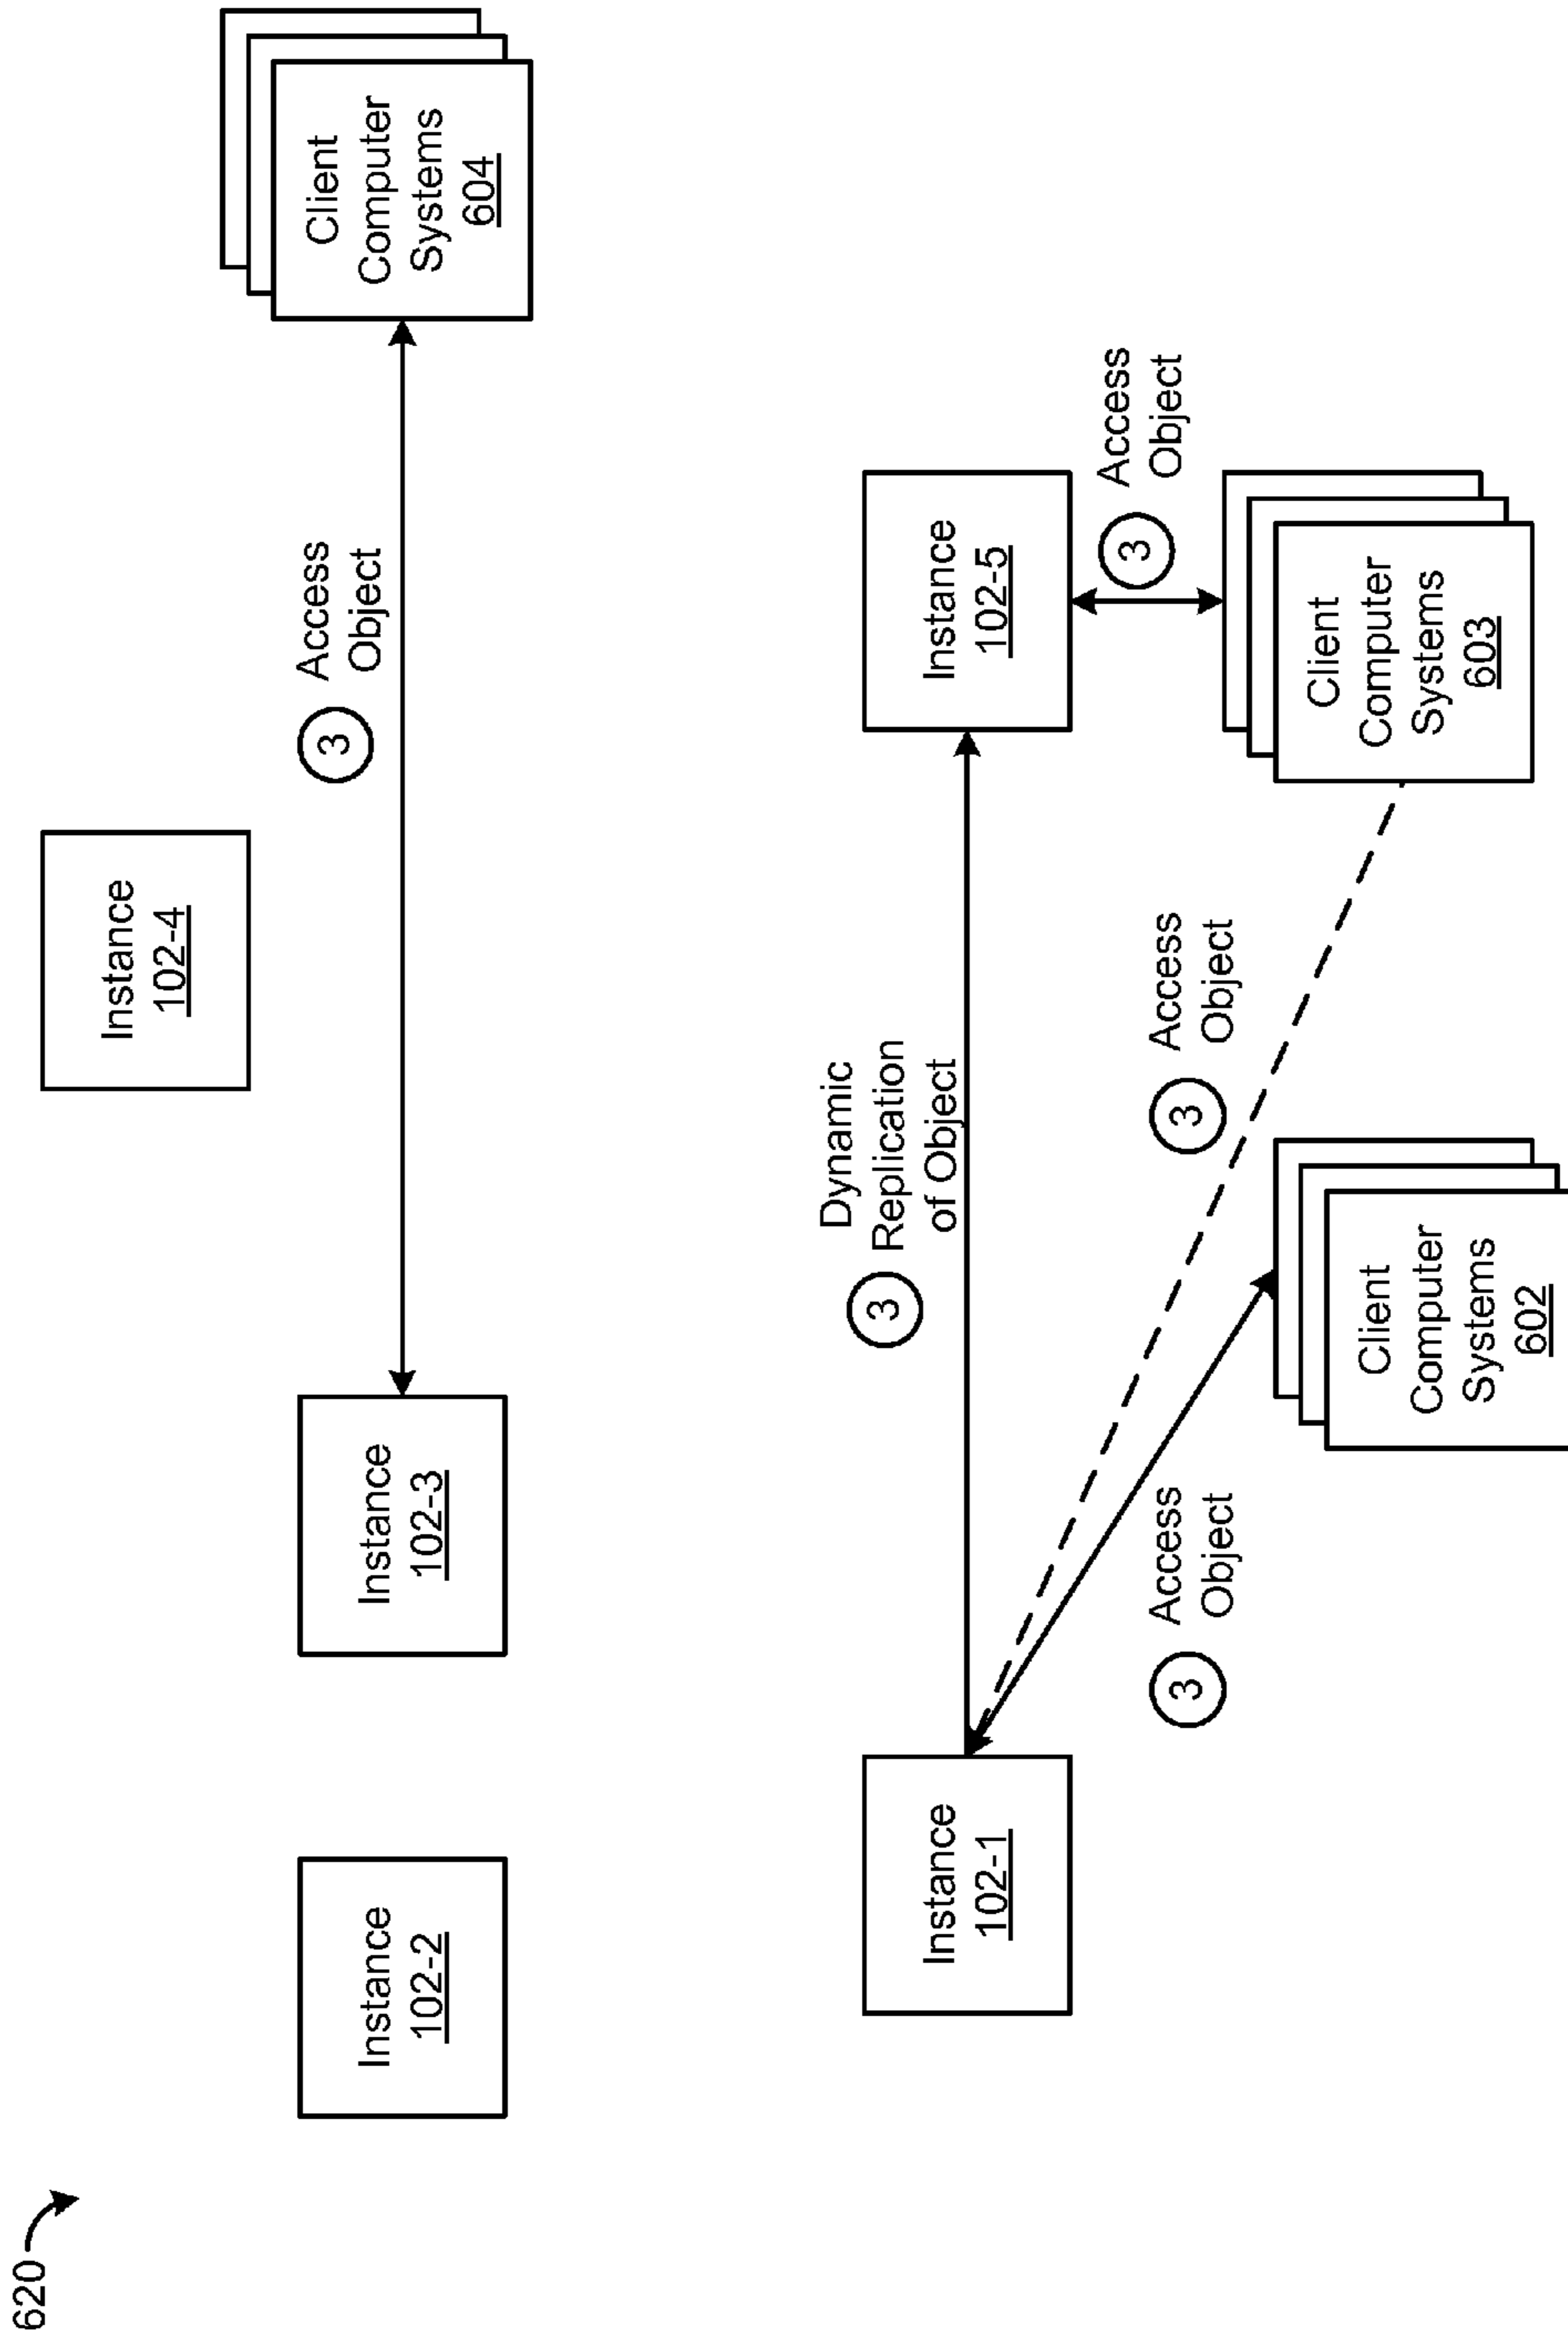 620
Instance
102-4
Client
Computer
Systems
604
3
Access
Object
Instance
102-2
Instance
102-3
Dynamic
Replication
of Object
3
Instance
102-1
Instance
102-5
3
Access
Object
3
Access
Object
3
Access
Object
Client
Computer
Systems
603
Client
Computer
Systems
602